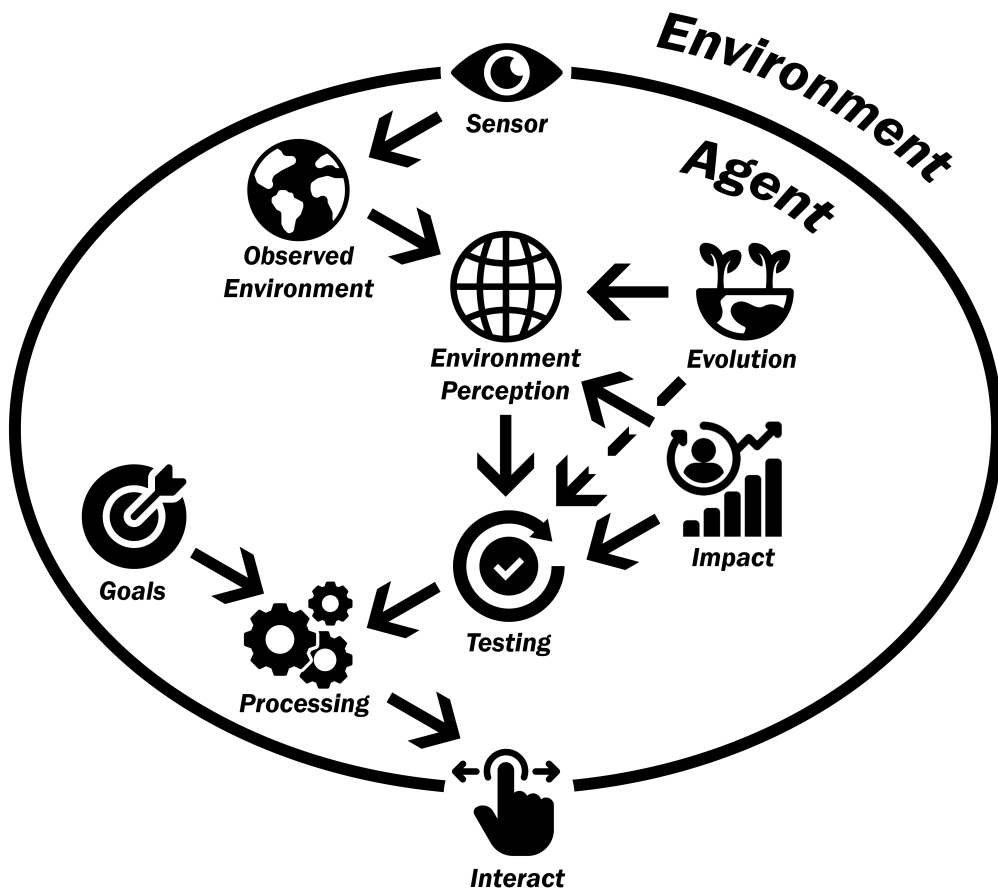 Environment
Agent
Sensor
Observed
Environment
Environment
Perception
Evolution
Impact
Goals
Testing
Processing
Interact